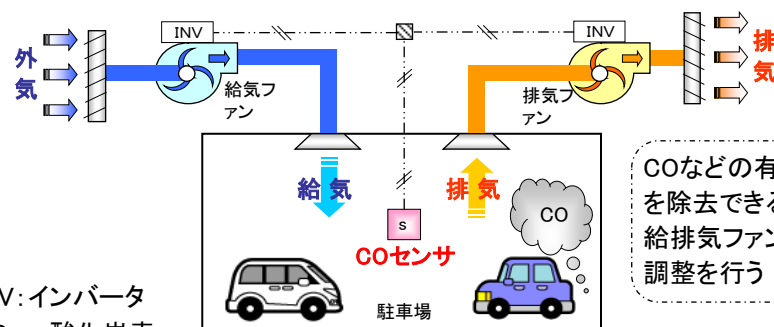 INV
INV
外
気
排
気
給気フ
ァン
排気フ
ァン
給 気
排 気
CO
s
COセンサ
駐車場
COなどの有
を除去できる
給排気ファン
調整を行う
V:インバータ